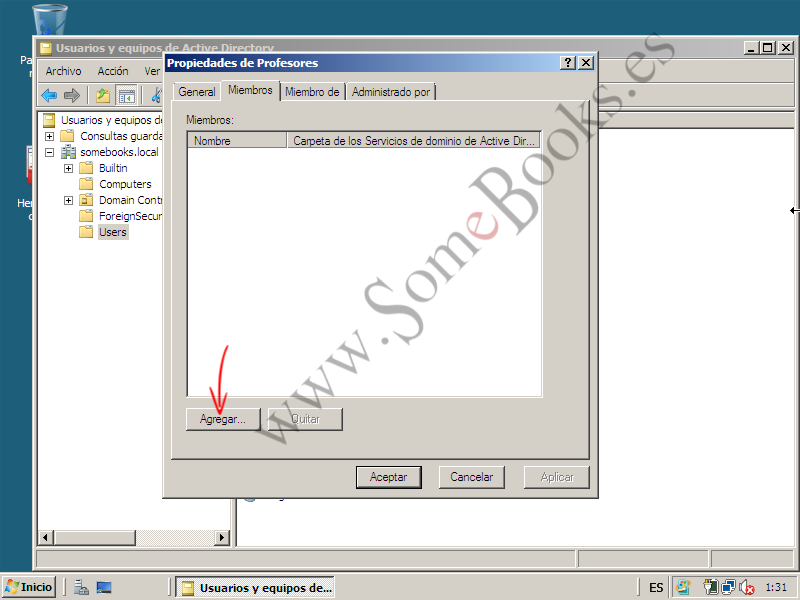 Pa
r
Her
c
Usuarios y equipos de Active Directory
Archivo Acción Ver
Propiedades de Profesores
General Miembros Miembro de Administrado por
Miembros:
Nombre Carpeta de los Servicios de dominio de Active Dir...
Usuarios y equipos de
Consultas guarda
somebooks.local
Builtin
Computers
Domain Contr
ForeignSecur
Users
Agregar... Quitar
Aceptar Cancelar Aplicar
www.SomeBooks.es
Inicio Usuarios y equipos de... ES 1:31